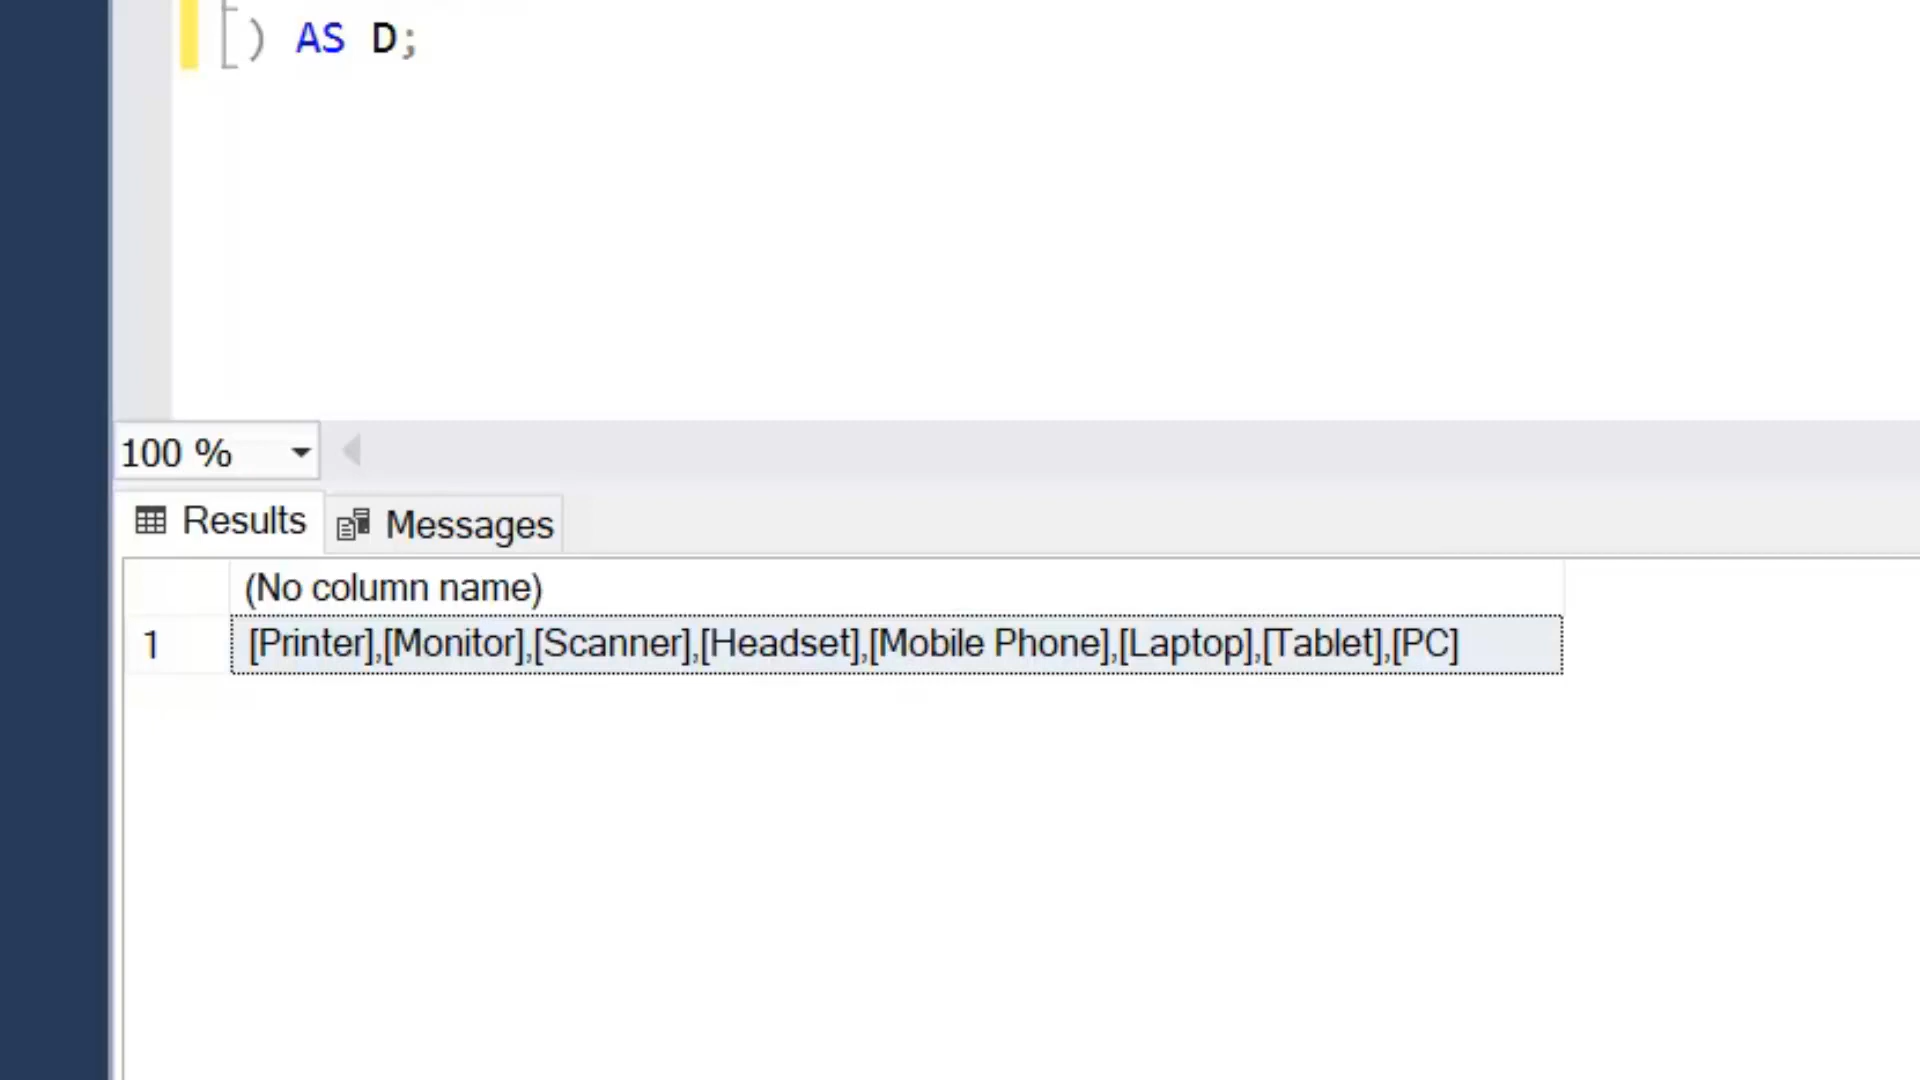 ) AS D;
100 %
Results Messages
(No column name)
1 [Printer],[Monitor],[Scanner],[Headset],[Mobile Phone],[Laptop],[Tablet],[PC]